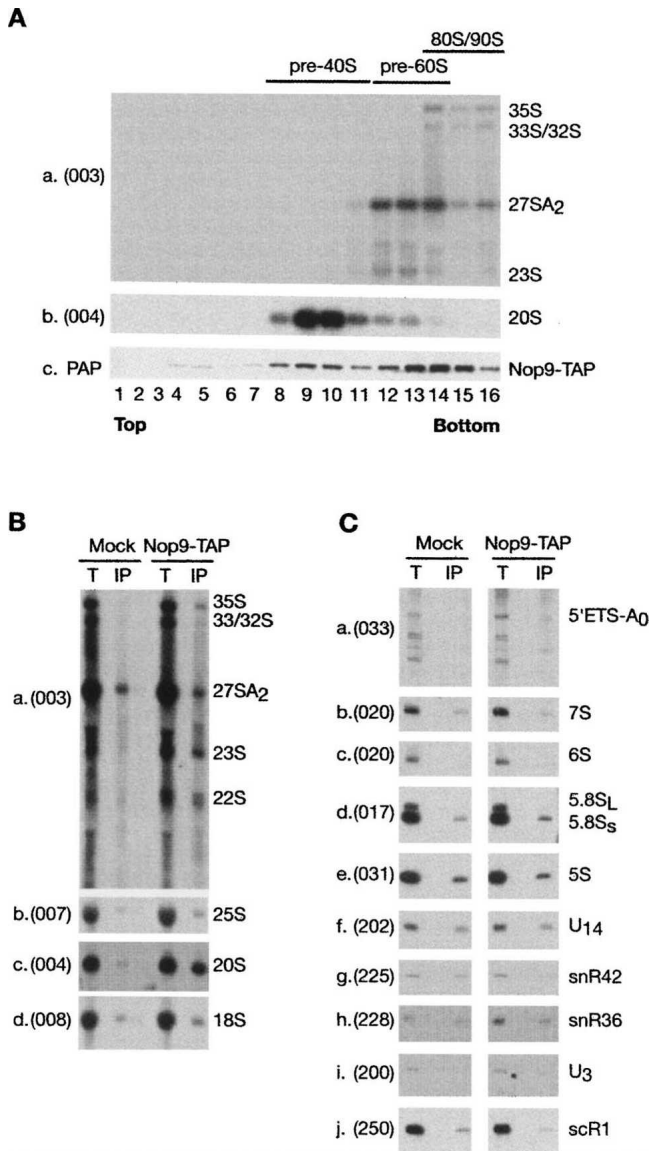 A
80S/90S
pre-40S pre-60S
35S
33S/32S
a. (003)
27SA2
23S
b. (004) 20S
c. PAP Nop9-TAP
1 2 3 4 5 6 7 8 9 10 11 12 13 14 15 16
Top Bottom
B
Mock Nop9-TAP
T IP T IP
35S
33/32S
a.(003) 27SA2
23S
22S
b.(007) 25S
c.(004) 20S
d.(008) 18S
C
Mock Nop9-TAP
T IP T IP
a.(033) 5'ETS-A0
b.(020) 7S
c.(020) 6S
d.(017) 5.8SL
5.8Ss
e.(031) 5S
f. (202) U14
g.(225) snR42
h.(228) snR36
i. (200) U3
j. (250) scR1